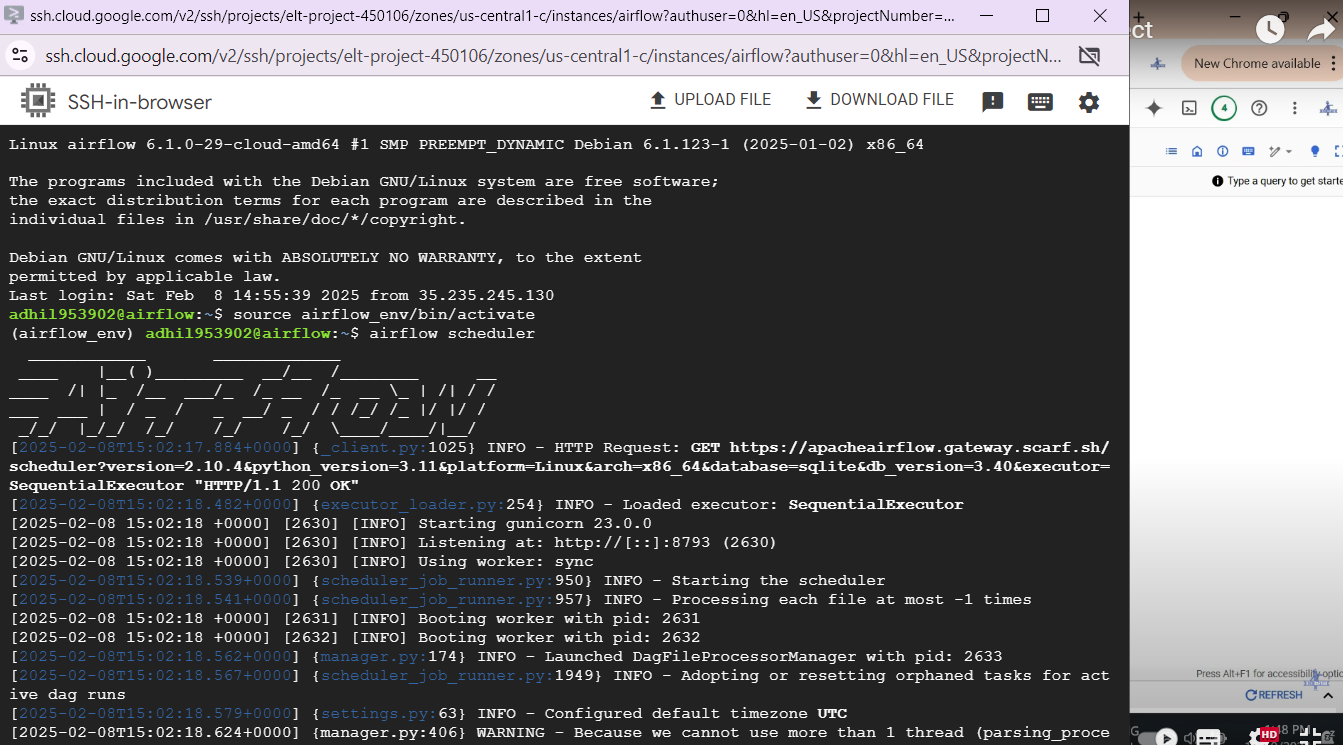 ssh.cloud.google.com/v2/ssh/projects/elt-project-450106/zones/us-central1-c/instances/airflow?authuser=0&hl=en_US&projectNumber=...
ssh.cloud.google.com/v2/ssh/projects/elt-project-450106/zones/us-central1-c/instances/airflow?authuser=0&hl=en_US&projectN...
SSH-in-browser
UPLOAD FILE
DOWNLOAD FILE
Linux airflow 6.1.0-29-cloud-amd64 #1 SMP PREEMPT_DYNAMIC Debian 6.1.123-1 (2025-01-02) x86_64
The programs included with the Debian GNU/Linux system are free software;
the exact distribution terms for each program are described in the
individual files in /usr/share/doc/*/copyright.
Debian GNU/Linux comes with ABSOLUTELY NO WARRANTY, to the extent
permitted by applicable law.
Last login: Sat Feb  8 14:55:39 2025 from 35.235.245.130
adhil953902@airflow:~$ source airflow_env/bin/activate
(airflow_env) adhil953902@airflow:~$ airflow scheduler
Airflow
[2025-02-08T15:02:17.884+0000] {_client.py:1025} INFO - HTTP Request: GET https://apacheairflow.gateway.scarf.sh/
scheduler?version=2.10.4&python_version=3.11&platform=Linux&arch=x86_64&database=sqlite&db_version=3.40&executor=
SequentialExecutor "HTTP/1.1 200 OK"
[2025-02-08T15:02:18.482+0000] {executor_loader.py:254} INFO - Loaded executor: SequentialExecutor
[2025-02-08 15:02:18 +0000] [2630] [INFO] Starting gunicorn 23.0.0
[2025-02-08 15:02:18 +0000] [2630] [INFO] Listening at: http://[::]:8793 (2630)
[2025-02-08 15:02:18 +0000] [2630] [INFO] Using worker: sync
[2025-02-08T15:02:18.539+0000] {scheduler_job_runner.py:950} INFO - Starting the scheduler
[2025-02-08T15:02:18.541+0000] {scheduler_job_runner.py:957} INFO - Processing each file at most -1 times
[2025-02-08 15:02:18 +0000] [2631] [INFO] Booting worker with pid: 2631
[2025-02-08 15:02:18 +0000] [2632] [INFO] Booting worker with pid: 2632
[2025-02-08T15:02:18.562+0000] {manager.py:174} INFO - Launched DagFileProcessorManager with pid: 2633
[2025-02-08T15:02:18.567+0000] {scheduler_job_runner.py:1949} INFO - Adopting or resetting orphaned tasks for act
ive dag runs
[2025-02-08T15:02:18.579+0000] {settings.py:63} INFO - Configured default timezone UTC
[2025-02-08T15:02:18.624+0000] {manager.py:406} WARNING - Because we cannot use more than 1 thread (parsing_proce
ct
New Chrome available
4
Type a query to get starte
Press Alt+F1 for accessibility optio
REFRESH
HD